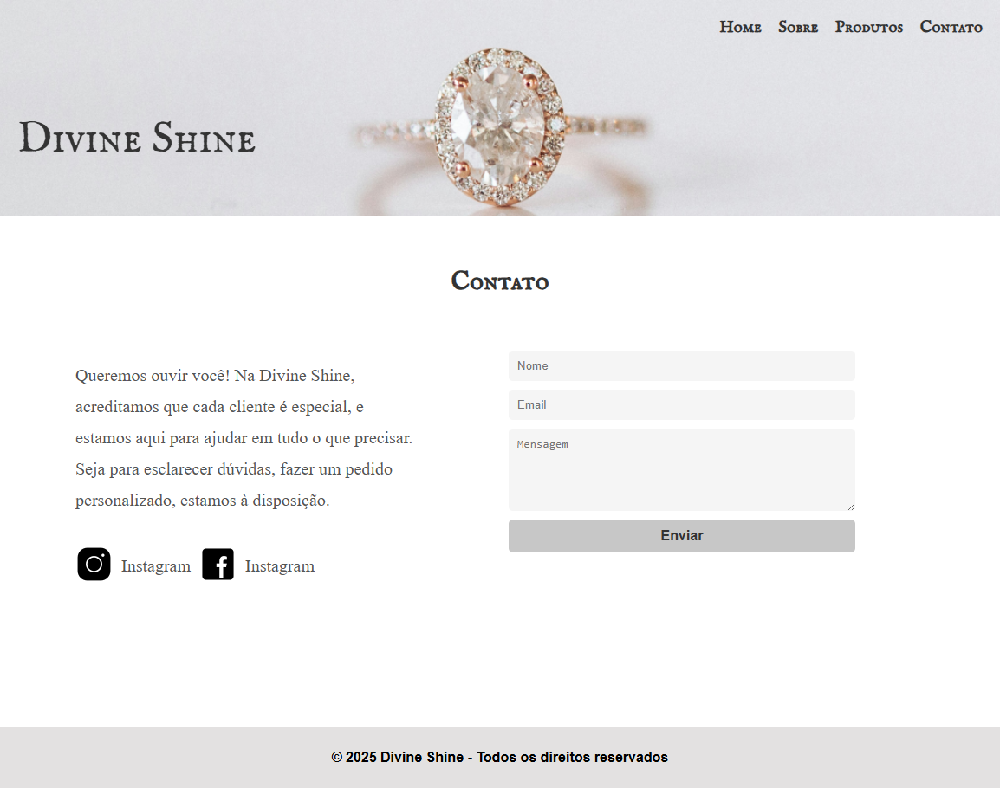 Home Sobre Produtos Contato
Divine Shine
Contato
Queremos ouvir você! Na Divine Shine,
acreditamos que cada cliente é especial, e
estamos aqui para ajudar em tudo o que precisar.
Seja para esclarecer dúvidas, fazer um pedido
personalizado, estamos à disposição.
Instagram Instagram
Nome
Email
Mensagem
Enviar
© 2025 Divine Shine - Todos os direitos reservados